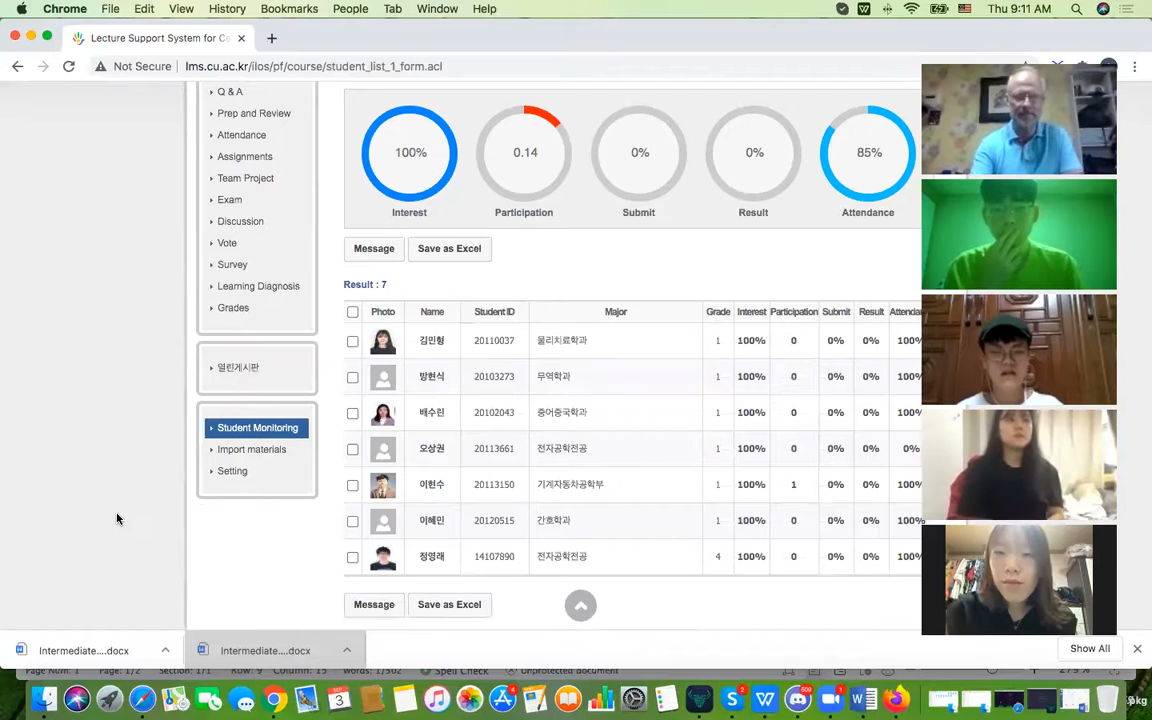 Chrome File Edit View History Bookmarks People Tab Window Help Thu 9:11 AM
Lecture Support System for C
Not Secure lms.cu.ac.kr/ilos/pf/course/student_list_1_form.acl
Q & A
Prep and Review
Attendance
Assignments
Team Project
Exam
Discussion
Vote
Survey
Learning Diagnosis
Grades
열린게시판
Student Monitoring
Import materials
Setting
100% 0.14 0% 0% 85%
Interest Participation Submit Result Attendance
Message Save as Excel
Result : 7
Photo Name Student ID Major Grade Interest Participation Submit Result Attendan
김민형 20110037 물리치료학과 1 100% 0 0% 0% 100%
방현식 20103273 무역학과 1 100% 0 0% 0% 100%
배수린 20102043 중어중국학과 1 100% 0 0% 0% 100%
오상권 20113661 전자공학전공 1 100% 0 0% 0% 0%
이현수 20113150 기계자동차공학부 1 100% 1 0% 0% 100%
이혜민 20120515 간호학과 1 100% 0 0% 0% 100%
정영래 14107890 전자공학전공 4 100% 0 0% 0% 100%
Message Save as Excel
Intermediate....docx Intermediate....docx Show All
Spell Check Unprotected document